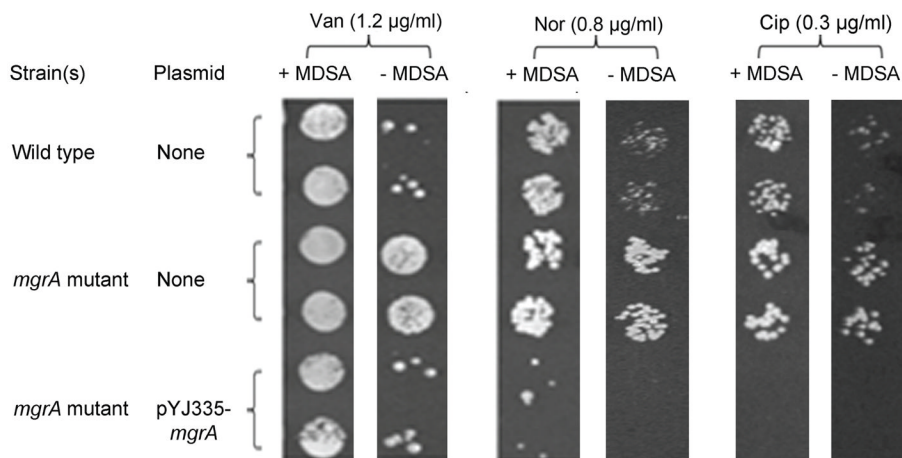 Van (1.2 µg/ml) Nor (0.8 µg/ml) Cip (0.3 µg/ml)
Strain(s) Plasmid + MDSA - MDSA + MDSA - MDSA + MDSA - MDSA
Wild type None
mgrA mutant None
mgrA mutant pYJ335-
mgrA